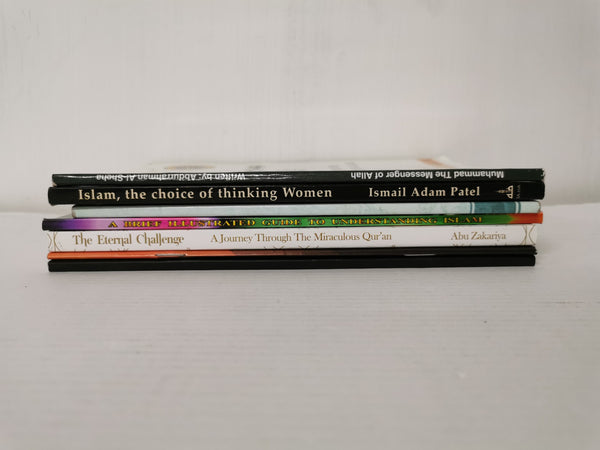 Muhammad The Messenger of Allah Written by: Abdurahman Al-Sheha
Islam, the choice of thinking Women Ismail Adam Patel
A BRIEF ILLUSTRATED GUIDE TO UNDERSTANDING ISLAM
The Eternal Challenge A Journey Through The Miraculous Qur'an Abu Zakariya